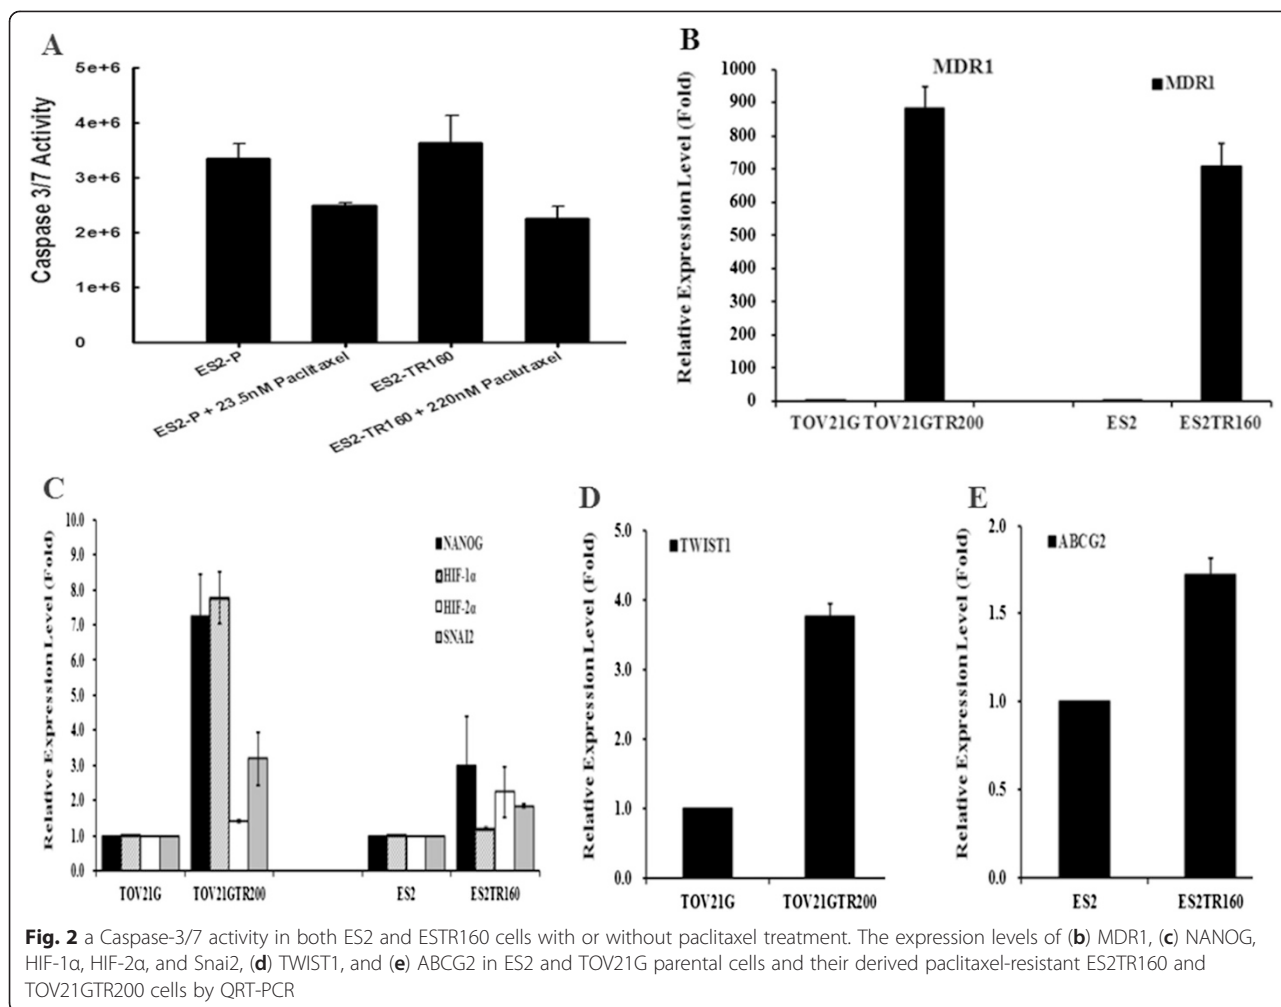 A
5e+6
4e+6
3e+6
2e+6
1e+6
0
Caspase 3/7 Activity
ES2-P
ES2-P + 23.5nM Paclitaxel
ES2-TR160
ES2-TR160 + 220nM Paclutaxel
B
MDR1
MDR1
1000
900
800
700
600
500
400
300
200
100
0
Relative Expression Level (Fold)
TOV21G TOV21GTR200 ES2 ES2TR160
C
10.0
9.0
8.0
7.0
6.0
5.0
4.0
3.0
2.0
1.0
0.0
Relative Expression Level (Fold)
NANOG
HIF-1α
HIF-2α
SNAI2
TOV21G TOV21GTR200 ES2 ES2TR160
D
TWIST1
5.0
4.0
3.0
2.0
1.0
0.0
Relative Expression Level (Fold)
TOV21G TOV21GTR200
E
ABCG2
2.0
1.5
1.0
0.5
0.0
Relative Expression Level (Fold)
ES2 ES2TR160
Fig. 2 a Caspase-3/7 activity in both ES2 and ESTR160 cells with or without paclitaxel treatment. The expression levels of (b) MDR1, (c) NANOG,
HIF-1α, HIF-2α, and Snai2, (d) TWIST1, and (e) ABCG2 in ES2 and TOV21G parental cells and their derived paclitaxel-resistant ES2TR160 and
TOV21GTR200 cells by QRT-PCR